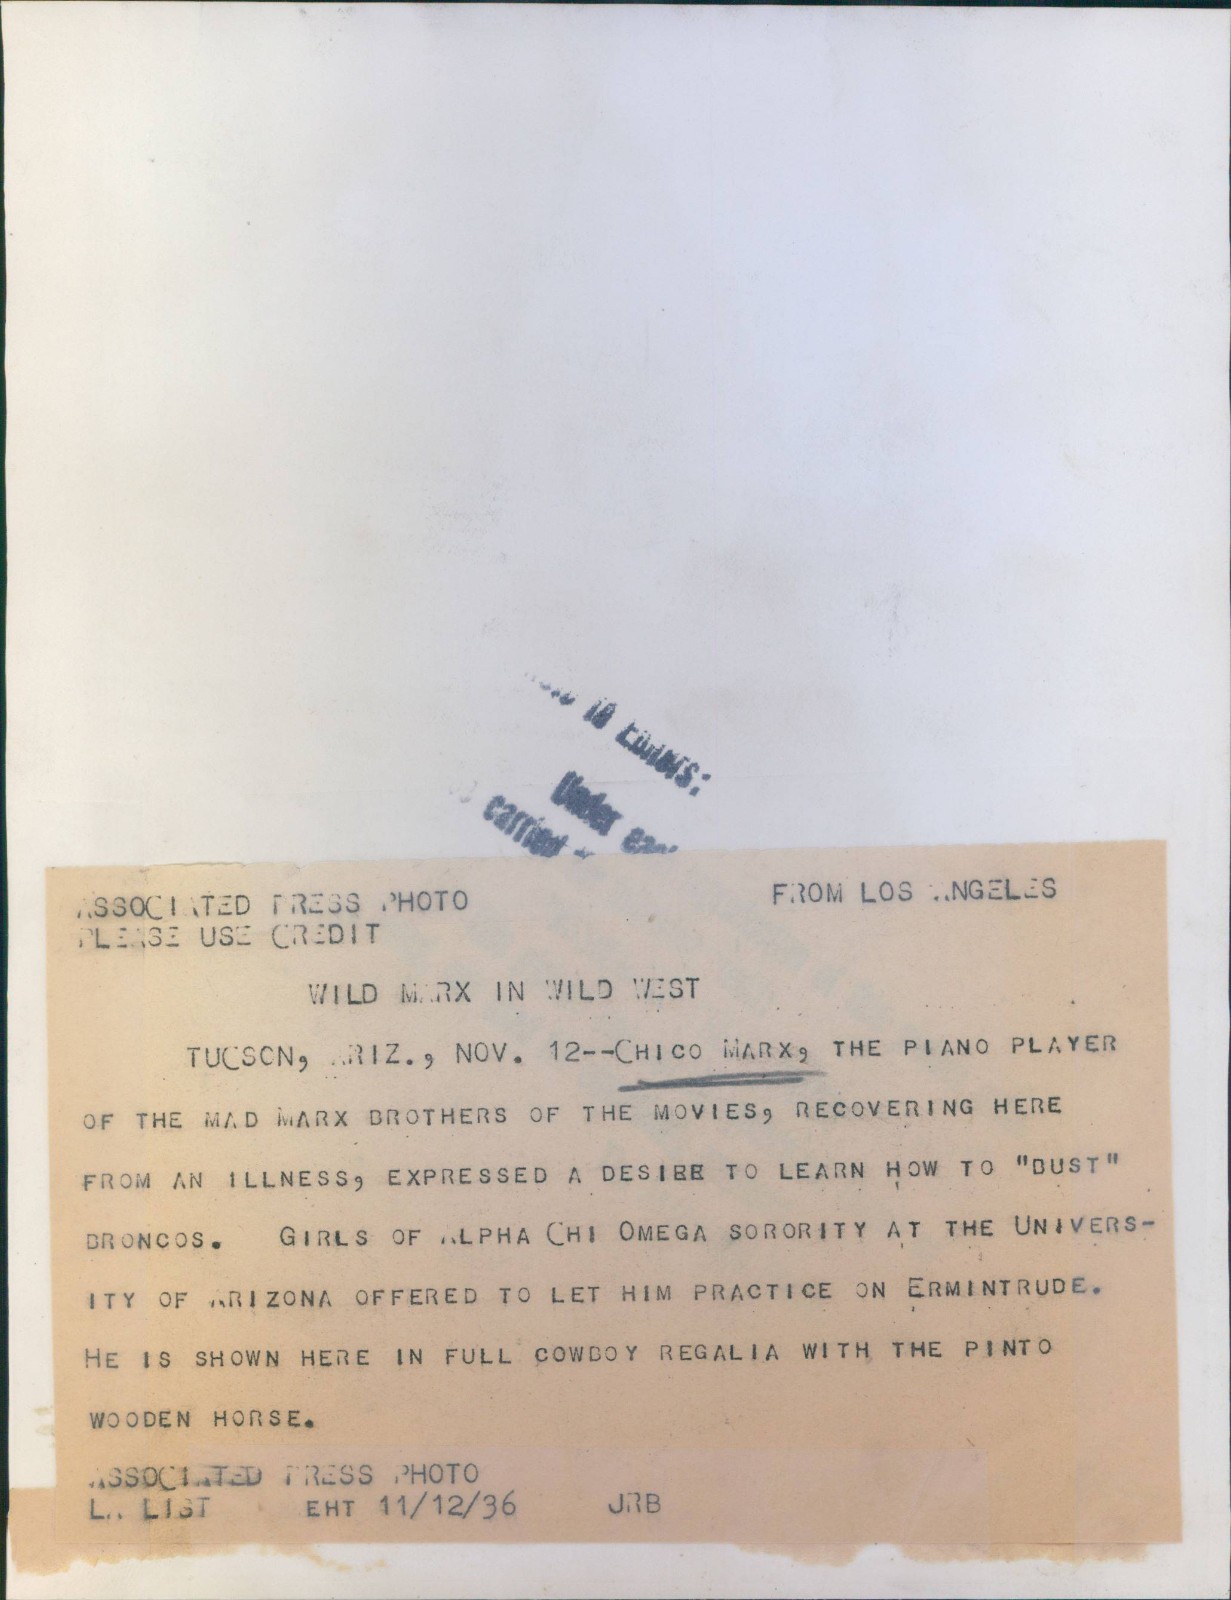 TO EDITORS:
Under
carried
ASSOCIATED PRESS PHOTO FROM LOS ANGELES
PLEASE USE CREDIT
WILD MARX IN WILD WEST
TUCSON, ARIZ., NOV. 12--CHICO MARX, THE PIANO PLAYER
OF THE MAD MARX BROTHERS OF THE MOVIES, RECOVERING HERE
FROM AN ILLNESS, EXPRESSED A DESIRE TO LEARN HOW TO "BUST"
BRONCOS. GIRLS OF ALPHA CHI OMEGA SORORITY AT THE UNIVERS-
ITY OF ARIZONA OFFERED TO LET HIM PRACTICE ON ERMINTRUDE.
HE IS SHOWN HERE IN FULL COWBOY REGALIA WITH THE PINTO
WOODEN HORSE.
ASSOCIATED PRESS PHOTO
LA LIST EHT 11/12/36 JRB